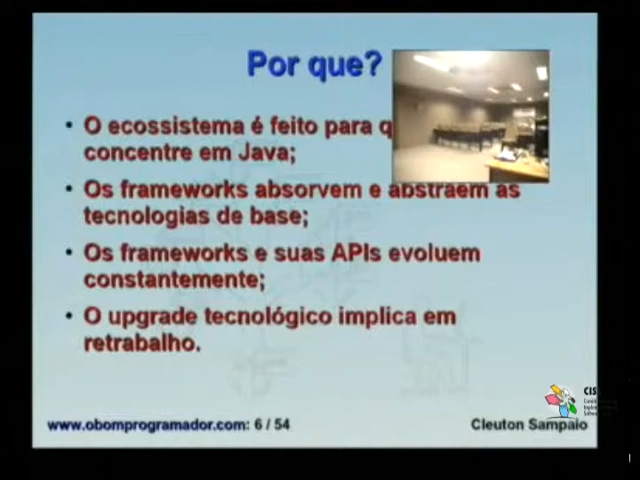 Por que?
• O ecossistema é feito para q
concentre em Java;
• Os frameworks absorvem e abstraem as
tecnologias de base;
• Os frameworks e suas APIs evoluem
constantemente;
• O upgrade tecnológico implica em
retrabalho.
www.obomprogramador.com: 6 / 54
Cleuton Sampaio
CIS